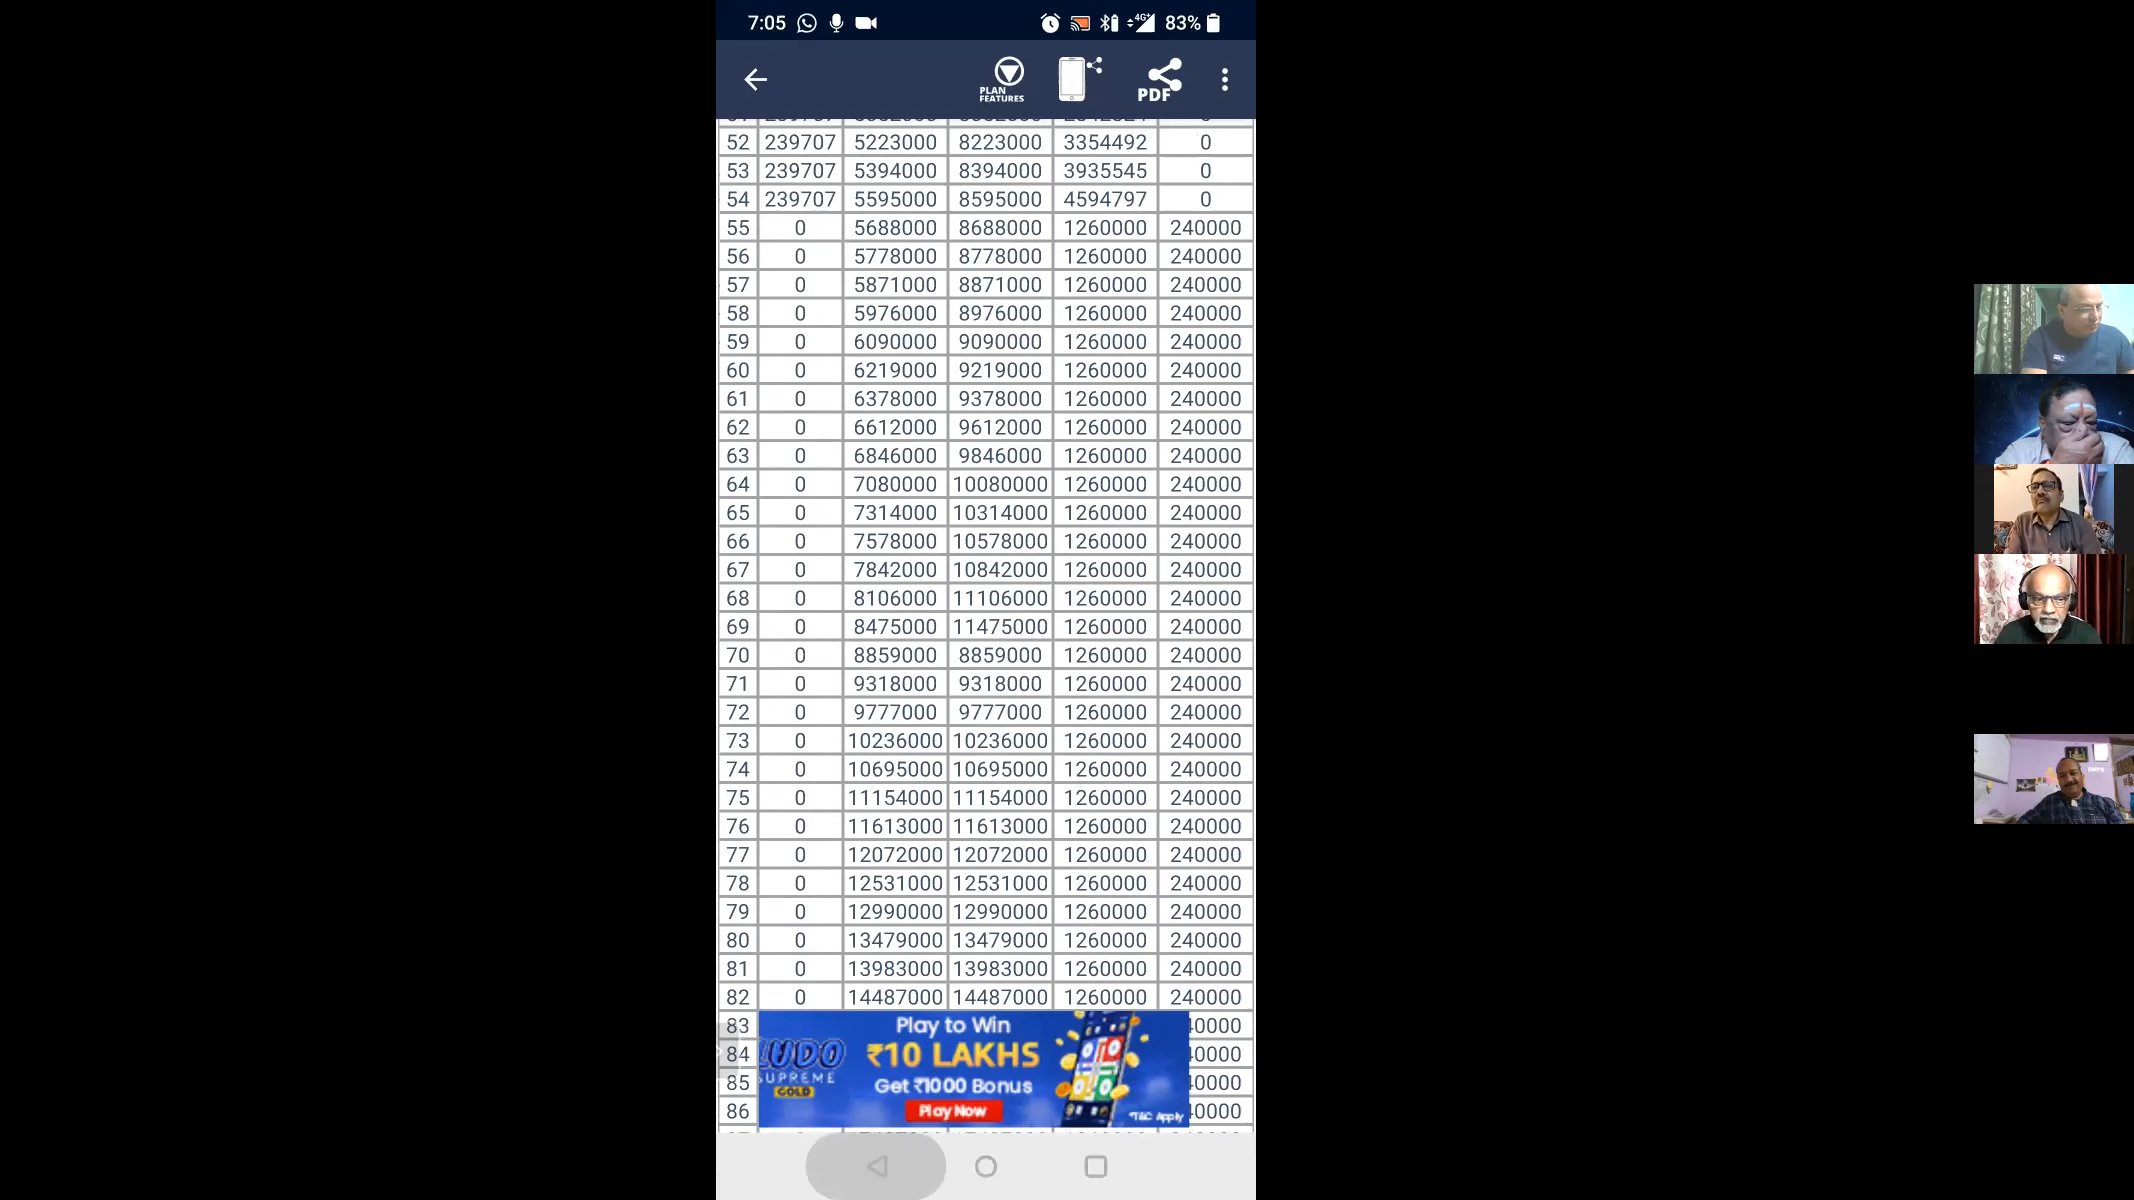 7:05 4G+ 83%
PLAN FEATURES PDF
52 239707 5223000 8223000 3354492 0
53 239707 5394000 8394000 3935545 0
54 239707 5595000 8595000 4594797 0
55 0 5688000 8688000 1260000 240000
56 0 5778000 8778000 1260000 240000
57 0 5871000 8871000 1260000 240000
58 0 5976000 8976000 1260000 240000
59 0 6090000 9090000 1260000 240000
60 0 6219000 9219000 1260000 240000
61 0 6378000 9378000 1260000 240000
62 0 6612000 9612000 1260000 240000
63 0 6846000 9846000 1260000 240000
64 0 7080000 10080000 1260000 240000
65 0 7314000 10314000 1260000 240000
66 0 7578000 10578000 1260000 240000
67 0 7842000 10842000 1260000 240000
68 0 8106000 11106000 1260000 240000
69 0 8475000 11475000 1260000 240000
70 0 8859000 8859000 1260000 240000
71 0 9318000 9318000 1260000 240000
72 0 9777000 9777000 1260000 240000
73 0 10236000 10236000 1260000 240000
74 0 10695000 10695000 1260000 240000
75 0 11154000 11154000 1260000 240000
76 0 11613000 11613000 1260000 240000
77 0 12072000 12072000 1260000 240000
78 0 12531000 12531000 1260000 240000
79 0 12990000 12990000 1260000 240000
80 0 13479000 13479000 1260000 240000
81 0 13983000 13983000 1260000 240000
82 0 14487000 14487000 1260000 240000
83 Play to Win 40000
84 LUDO ₹10 LAKHS 40000
85 SUPREME Get ₹1000 Bonus 40000
GOLD
86 Play Now *T&C Apply 40000